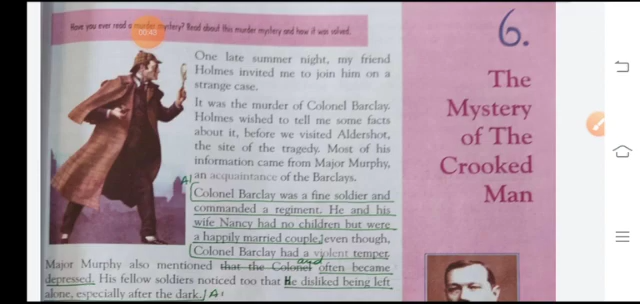 Have you ever read a murder mystery? Read about this murder mystery and how it was solved.
00:43
6.
The
Mystery
of The
Crooked
Man
One late summer night, my friend
Holmes invited me to join him on a
strange case.
It was the murder of Colonel Barclay.
Holmes wished to tell me some facts
about it, before we visited Aldershot,
the site of the tragedy. Most of his
information came from Major Murphy,
an acquaintance of the Barclays.
A1
Colonel Barclay was a fine soldier and
commanded a regiment. He and his
wife Nancy had no children but were
a happily married couple, even though,
Colonel Barclay had a violent temper.
and
Major Murphy also mentioned that the Colonel often became
depressed. His fellow soldiers noticed too that He disliked being left
alone, especially after the dark. A1